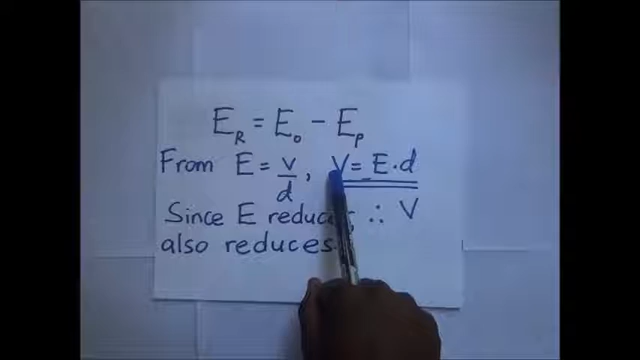 E_R = E_o - E_p
From E = v/d, V = E·d
Since E reduces, ∴ V
also reduces.